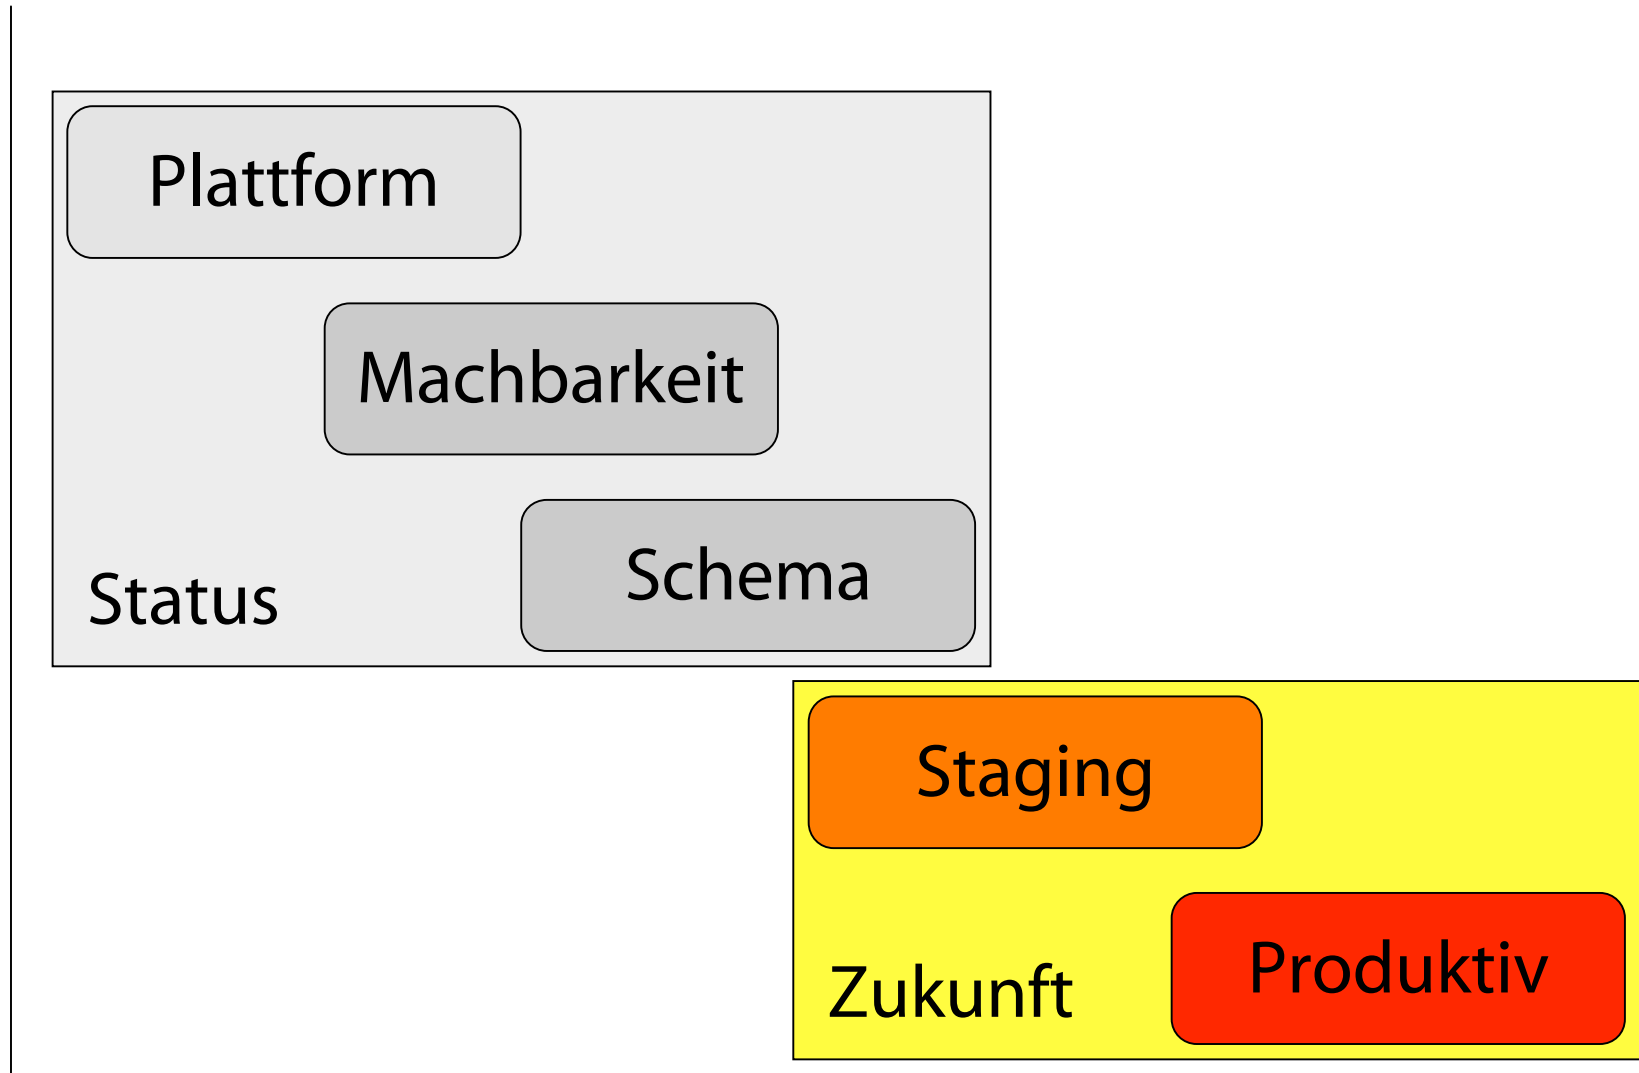 Plattform
Machbarkeit
Schema
Status
Staging
Produktiv
Zukunft